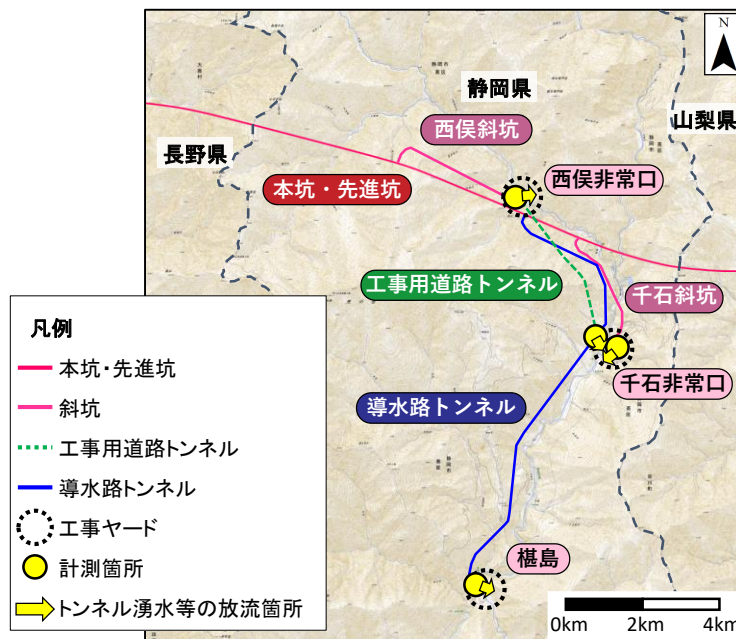 N
静岡県
山梨県
西俣斜坑
長野県
西俣非常口
本坑・先進坑
工事用道路トンネル
千石斜坑
千石非常口
導水路トンネル
椹島
凡例
本坑・先進坑
斜坑
工事用道路トンネル
導水路トンネル
工事ヤード
計測箇所
トンネル湧水等の放流箇所
0km 2km 4km